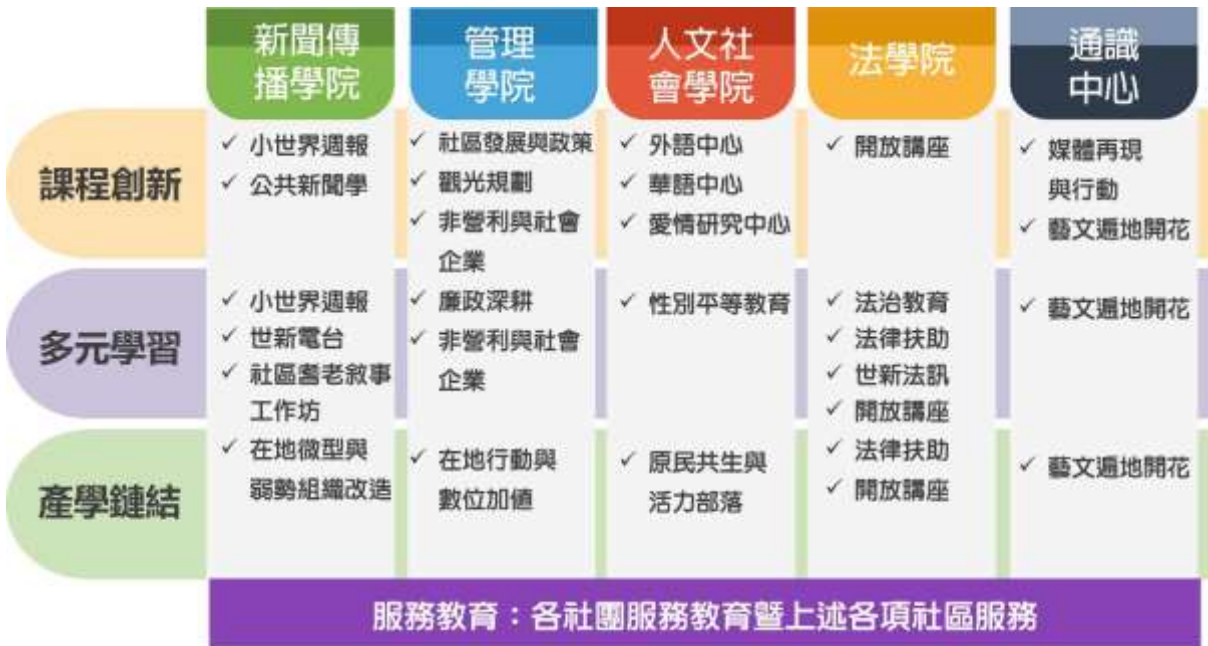 新聞傳
播學院
管理
學院
人文社
會學院
法學院
通識
中心
課程創新
✓ 小世界週報
✓ 公共新聞學
✓ 社區發展與政策
✓ 觀光規劃
✓ 非營利與社會
企業
✓ 外語中心
✓ 華語中心
✓ 愛情研究中心
✓ 開放講座
✓ 媒體再現
與行動
✓ 藝文遍地開花
多元學習
✓ 小世界週報
✓ 世新電台
✓ 社區耆老敘事
工作坊
✓ 廉政深耕
✓ 非營利與社會
企業
✓ 性別平等教育
✓ 法治教育
✓ 法律扶助
✓ 世新法訊
✓ 開放講座
✓ 藝文遍地開花
產學鏈結
✓ 在地微型與
弱勢組織改造
✓ 在地行動與
數位加值
✓ 原民共生與
活力部落
✓ 法律扶助
✓ 開放講座
✓ 藝文遍地開花
服務教育：各社團服務教育暨上述各項社區服務